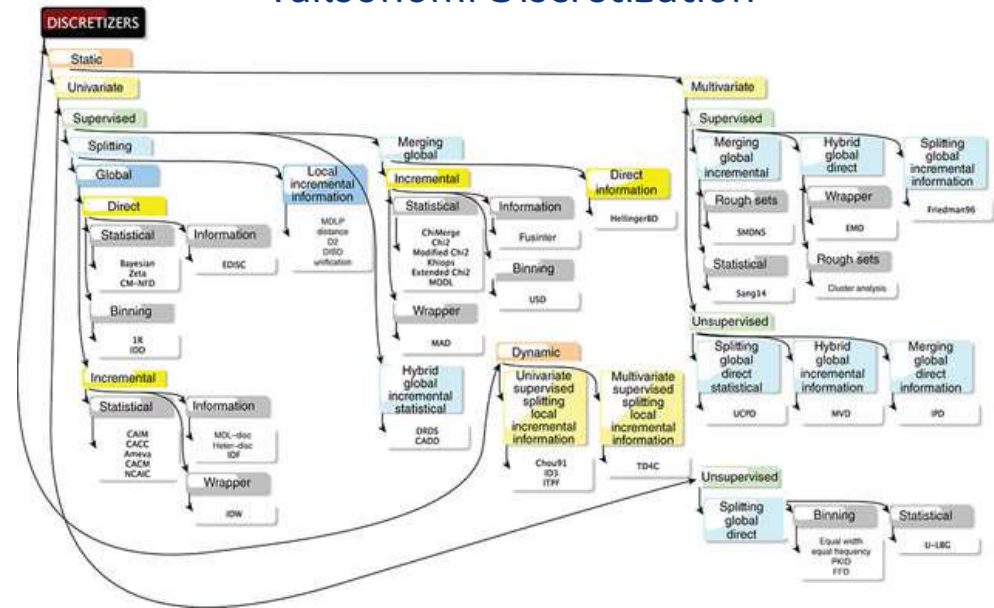 Taksonomi Discretization
DISCRETIZERS
Static
Univariate
Supervised
Splitting
Global
Direct
Statistical
Bayesian
Zeta
CM-NFD
Information
EDISC
Binning
1R
IDD
Incremental
Statistical
CAIM
CACC
Ameva
CACM
NCAIC
Information
MDL-disc
Heter-disc
IDF
Wrapper
IDW
Local
incremental
information
MDLP
distance
D2
DIBD
unification
Merging
global
Incremental
Statistical
ChiMerge
Chi2
Modified Chi2
Khiops
Extended Chi2
MODL
Wrapper
MAD
Information
Fusinter
Binning
USD
Direct
information
HellingerBD
Hybrid
global
incremental
statistical
DRDS
CADD
Dynamic
Univariate
supervised
splitting
local
incremental
information
Chou91
ID3
ITPF
Multivariate
supervised
splitting
local
incremental
information
TD4C
Multivariate
Supervised
Merging
global
incremental
Rough sets
SMDNS
Statistical
Sang14
Hybrid
global
direct
Wrapper
EMD
Rough sets
Cluster analysis
Splitting
global
incremental
information
Friedman96
Unsupervised
Splitting
global
direct
statistical
UCPD
Hybrid
global
incremental
information
MVD
Merging
global
direct
information
IPD
Unsupervised
Splitting
global
direct
Binning
Equal width
equal frequency
PKID
FFD
Statistical
U-LBG